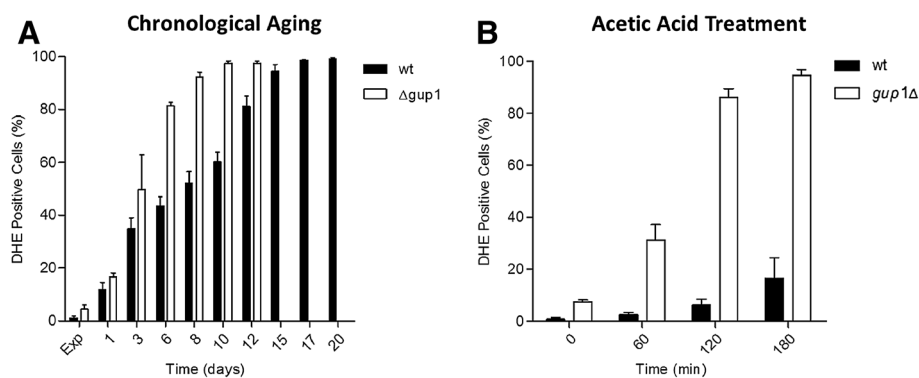 A
Chronological Aging
DHE Positive Cells (%)
100
80
60
40
20
0
Exp 1 3 6 8 10 12 15 17 20
Time (days)
wt
Δgup1
B
Acetic Acid Treatment
DHE Positive Cells (%)
100
80
60
40
20
0
0 60 120 180
Time (min)
wt
gup1Δ